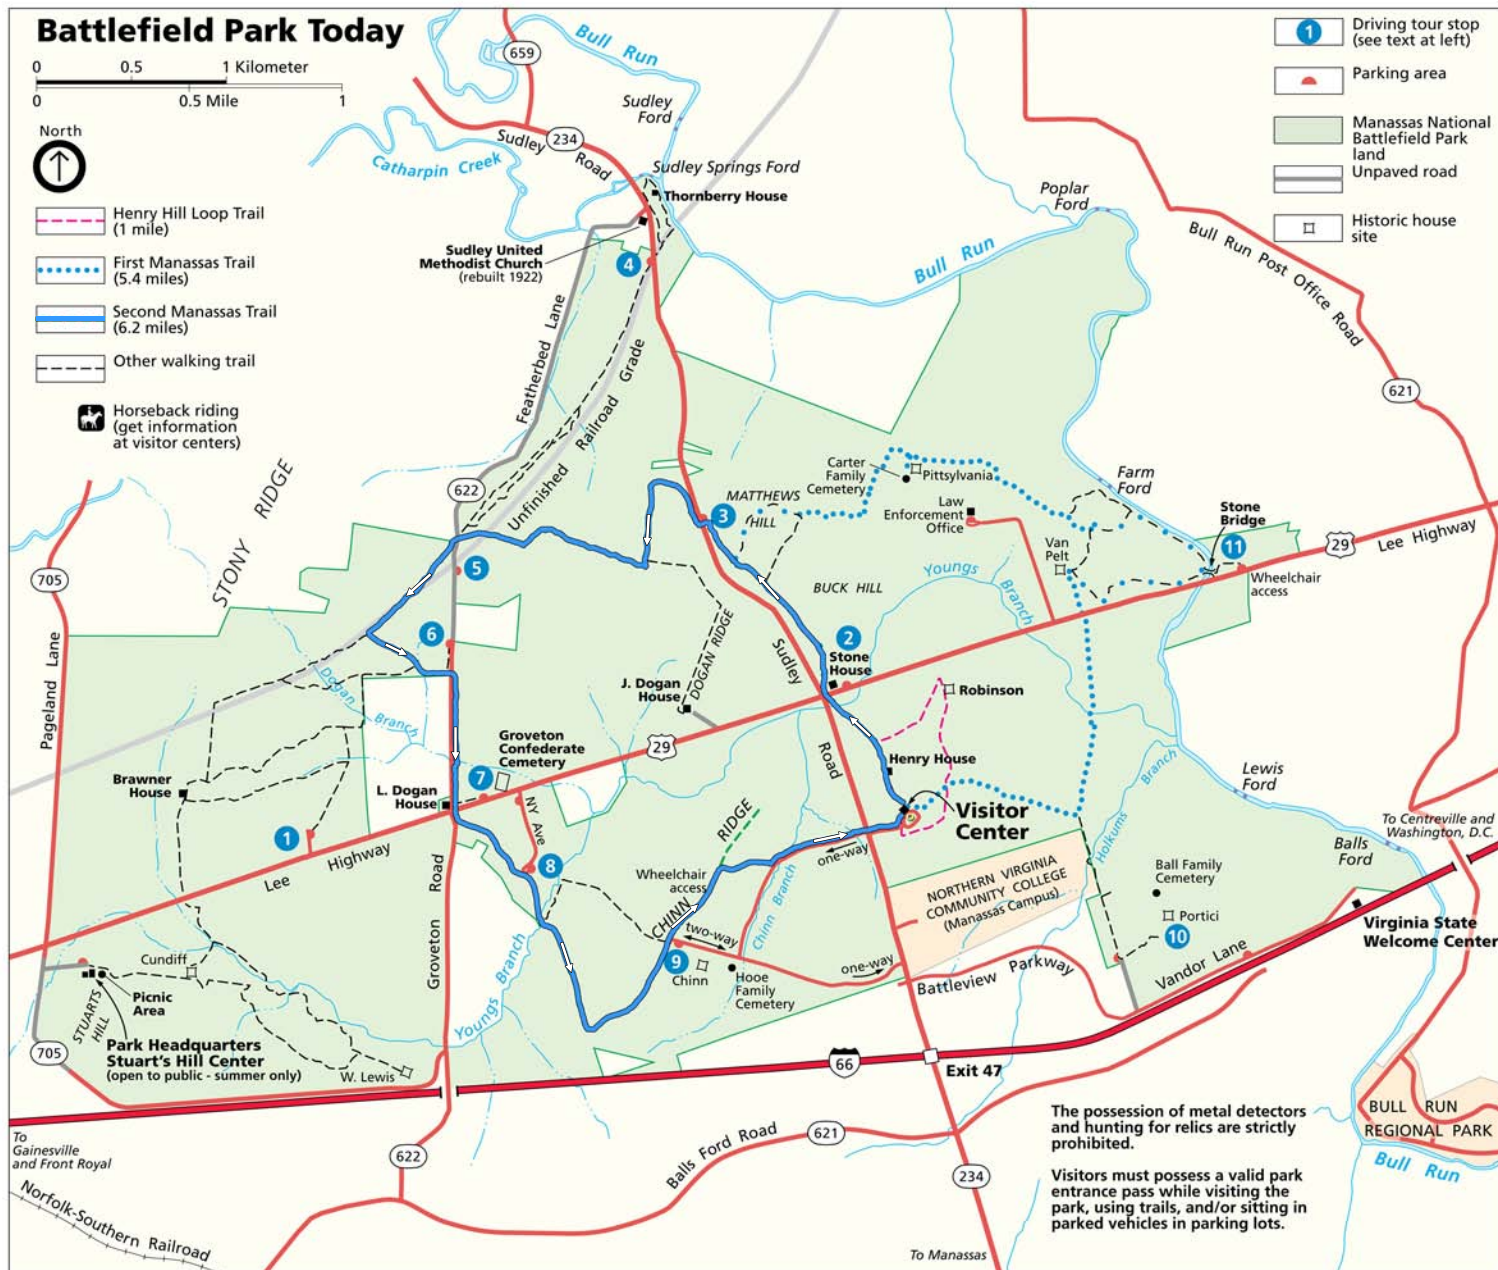 Battlefield Park Today
0 0.5 1 Kilometer
0 0.5 Mile 1
North
Henry Hill Loop Trail
(1 mile)
First Manassas Trail
(5.4 miles)
Second Manassas Trail
(6.2 miles)
Other walking trail
Horseback riding
(get information
at visitor centers)
1
Driving tour stop
(see text at left)
Parking area
Manassas National
Battlefield Park
land
Unpaved road
Historic house
site
659
Bull Run
Sudley
Ford
234
Sudley Road
Catharpin Creek
Sudley Springs Ford
Thornberry House
Sudley United
Methodist Church
(rebuilt 1922)
4
Poplar
Ford
Bull Run
Bull Run Post Office Road
621
Featherbed Lane
Unfinished Railroad Grade
622
STONY RIDGE
705
Pageland Lane
Carter
Family
Cemetery
Pittsylvania
MATTHEWS
HILL
3
Law
Enforcement
Office
Farm
Ford
Stone
Bridge
11
Wheelchair
access
29
Lee Highway
Van
Pelt
Youngs Branch
BUCK HILL
5
6
2
Stone
House
Sudley
Road
DOGAN RIDGE
J. Dogan
House
Robinson
Dogan Branch
29
Groveton
Confederate
Cemetery
7
L. Dogan
House
Brawner
House
1
Lee Highway
NY Ave
8
Henry House
Visitor
Center
one-way
RIDGE
CHINN
Wheelchair
access
Chinn Branch
two-way
9
Chinn
Hooe
Family
Cemetery
one-way
Holkums Branch
Lewis
Ford
To Centreville and
Washington, D.C.
Balls
Ford
NORTHERN VIRGINIA
COMMUNITY COLLEGE
(Manassas Campus)
Ball Family
Cemetery
Portici
10
Virginia State
Welcome Center
Vandor Lane
Battleview Parkway
Groveton Road
Youngs Branch
Cundiff
Picnic
Area
STUARTS
HILL
Park Headquarters
Stuart's Hill Center
(open to public - summer only)
705
W. Lewis
66
Exit 47
To
Gainesville
and Front Royal
Norfolk-Southern Railroad
622
Balls Ford Road
621
234
To Manassas
The possession of metal detectors
and hunting for relics are strictly
prohibited.
Visitors must possess a valid park
entrance pass while visiting the
park, using trails, and/or sitting in
parked vehicles in parking lots.
BULL RUN
REGIONAL PARK
Bull Run